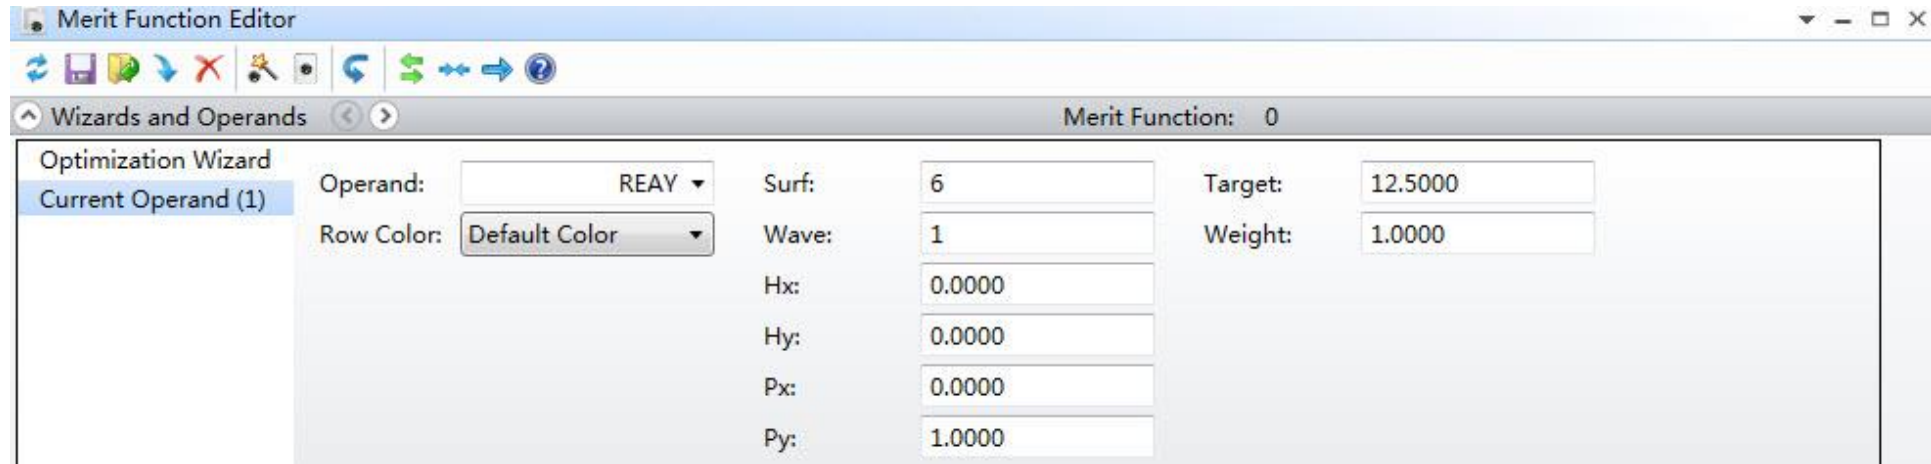 Merit Function Editor
Wizards and Operands Merit Function: 0
Optimization Wizard
Current Operand (1)
Operand: REAY Surf: 6 Target: 12.5000
Row Color: Default Color Wave: 1 Weight: 1.0000
Hx: 0.0000
Hy: 0.0000
Px: 0.0000
Py: 1.0000